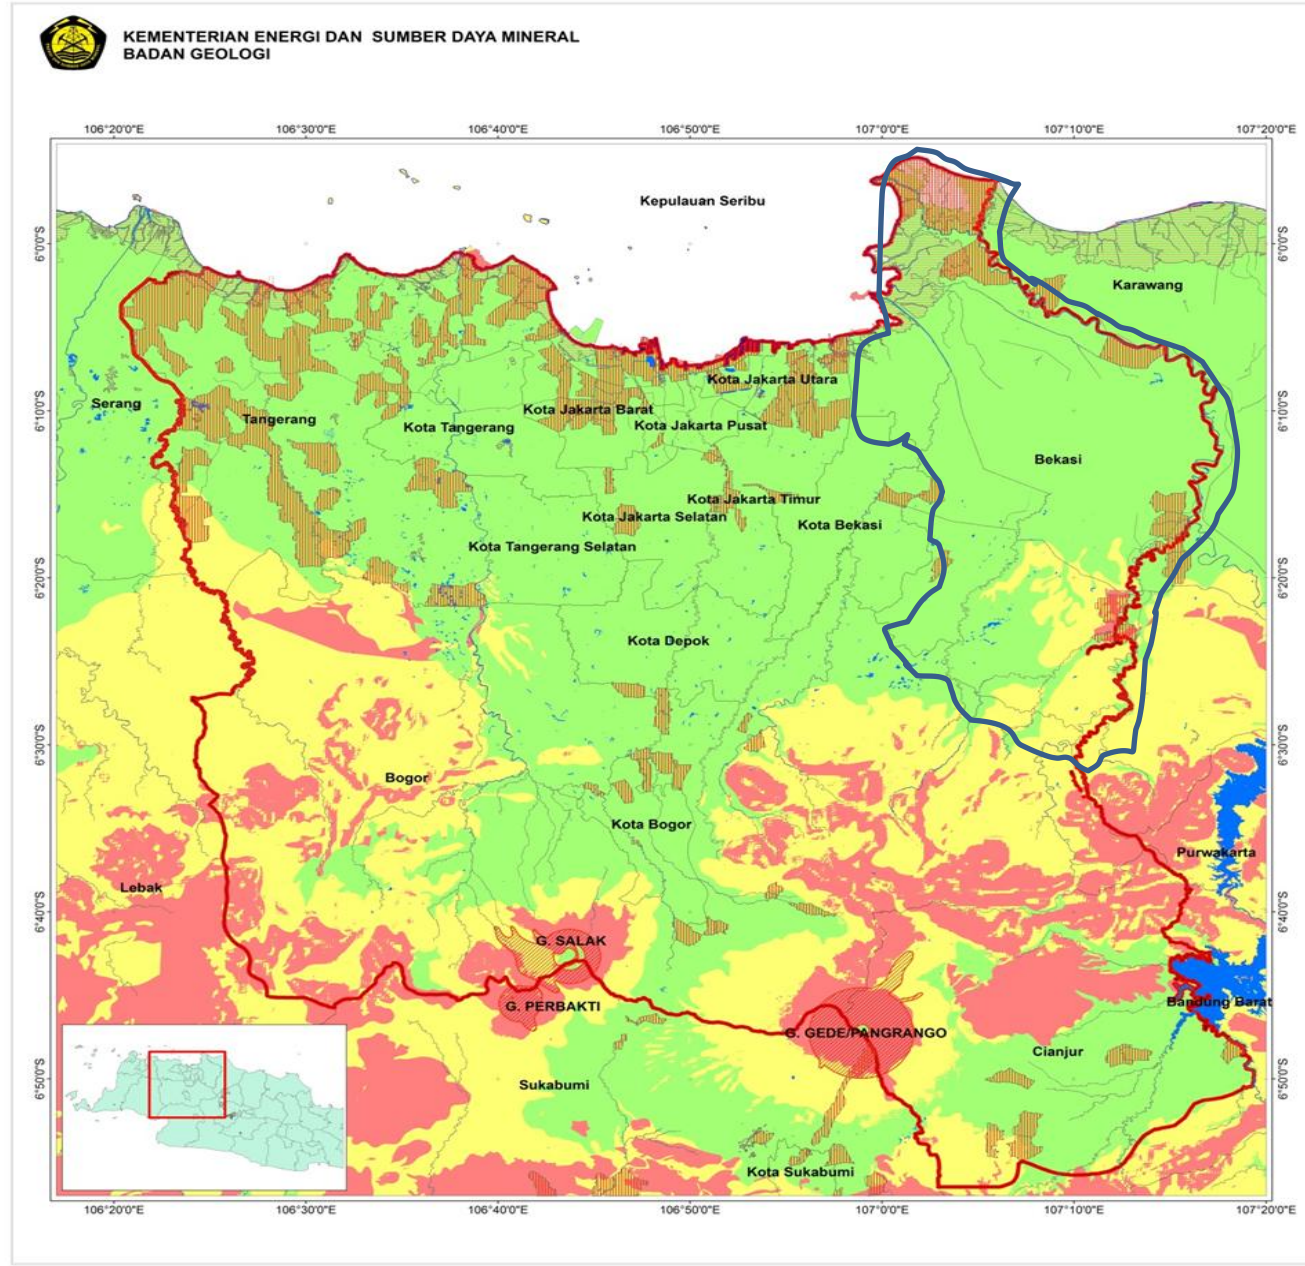 KEMENTERIAN ENERGI DAN SUMBER DAYA MINERAL
BADAN GEOLOGI
106°20'0"E 106°30'0"E 106°40'0"E 106°50'0"E 107°0'0"E 107°10'0"E 107°20'0"E
Kepulauan Seribu
6°0'0"S 6°0'0"S
Karawang
Kota Jakarta Utara
Serang
Kota Jakarta Barat
6°10'0"S 6°10'0"S
Tangerang
Kota Tangerang
Kota Jakarta Pusat
Bekasi
Kota Jakarta Timur
Kota Jakarta Selatan
Kota Bekasi
Kota Tangerang Selatan
6°20'0"S 6°20'0"S
Kota Depok
6°30'0"S 6°30'0"S
Bogor
Kota Bogor
Purwakarta
Lebak
6°40'0"S 6°40'0"S
G. SALAK
G. PERBAKTI
Bandung Barat
G. GEDE/PANGRANGO
Cianjur
6°50'0"S 6°50'0"S
Sukabumi
Kota Sukabumi
106°20'0"E 106°30'0"E 106°40'0"E 106°50'0"E 107°0'0"E 107°10'0"E 107°20'0"E